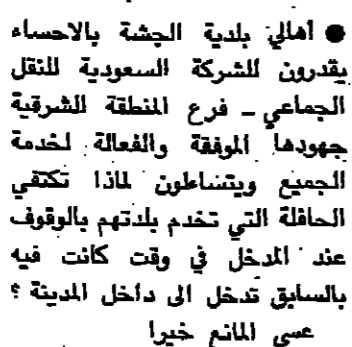 ● أهالي بلدية الجشة بالاحساء
يقدرون للشركة السعودية للنقل
الجماعي ـ فرع المنطقة الشرقية
جهودها الموفقة والفعالة لخدمة
الجميع ويتساءلون لماذا تكتفي
الحافلة التي تخدم بلدتهم بالوقوف
عند المدخل في وقت كانت فيه
بالسابق تدخل الى داخل المدينة ؟
عسى المانع خيرا